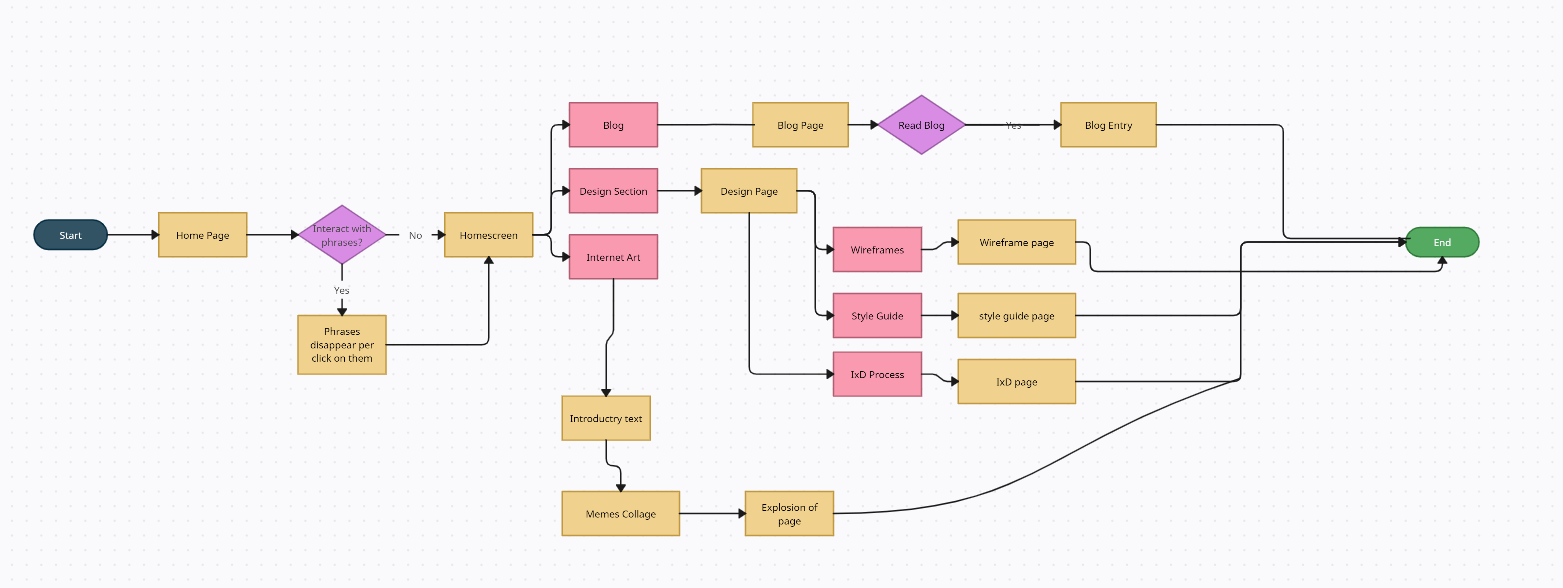 Blog
Blog Page
Read Blog
Yes
Blog Entry
Design Section
Design Page
Start
Home Page
Interact with
phrases?
No
Homescreen
Internet Art
Wireframes
Wireframe page
End
Yes
Phrases
disappear per
click on them
Style Guide
style guide page
IxD Process
IxD page
Introductry text
Memes Collage
Explosion of
page